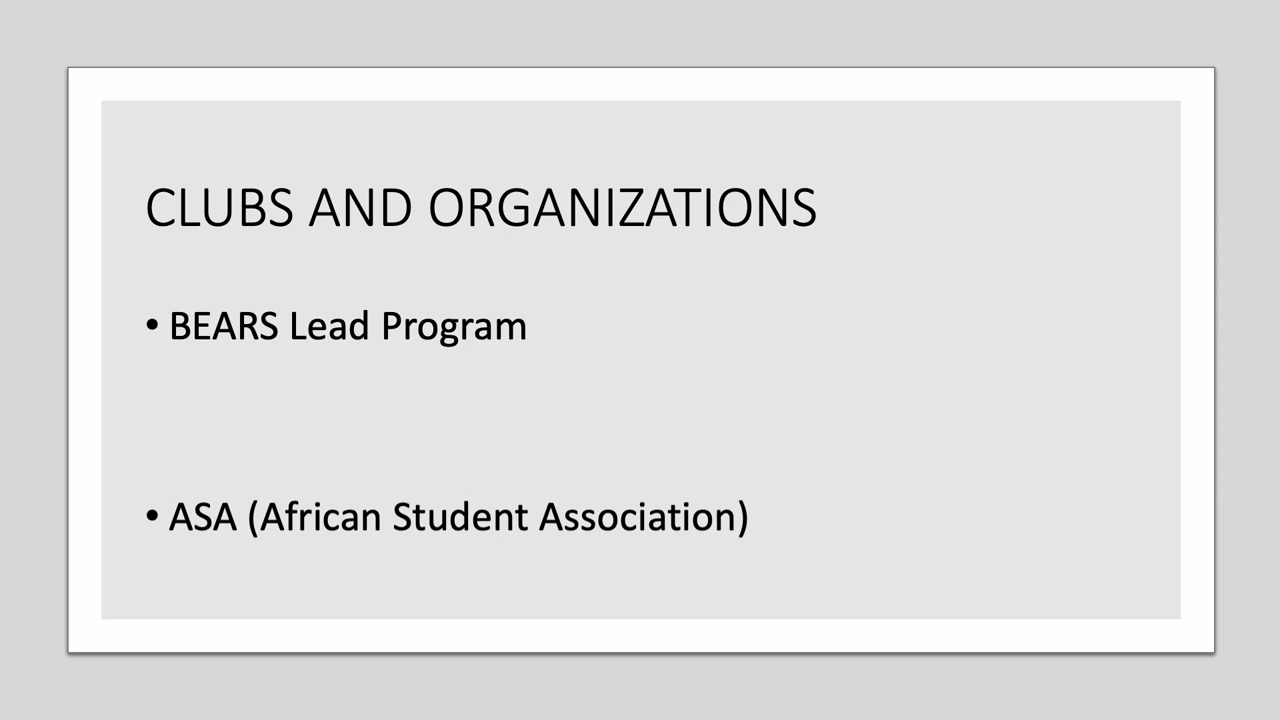 CLUBS AND ORGANIZATIONS
• BEARS Lead Program
• ASA (African Student Association)